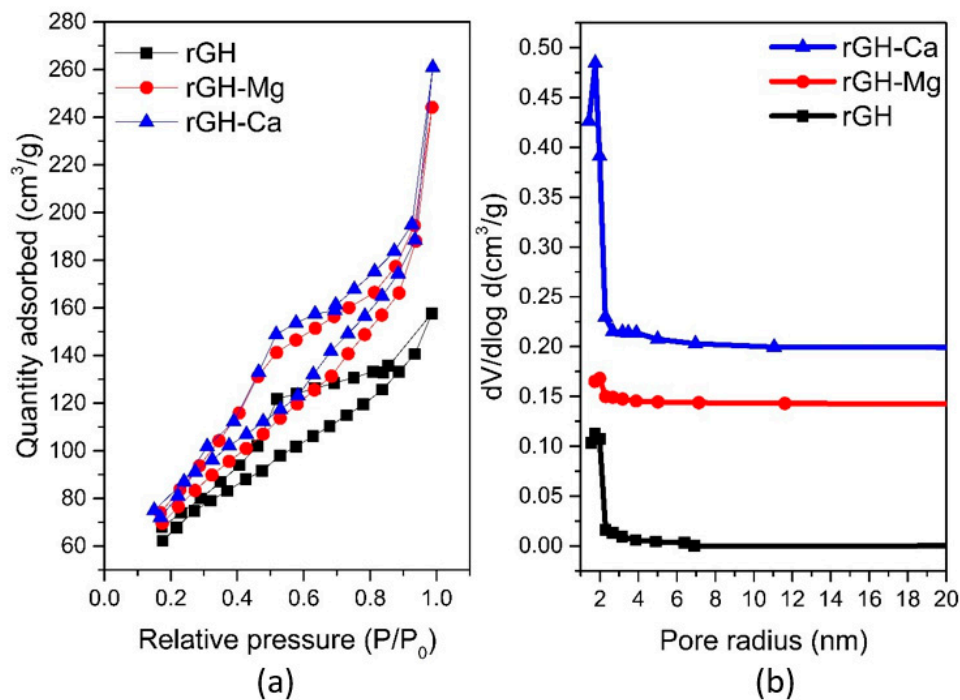 280
260
240
220
200
180
160
140
120
100
80
60
Quantity adsorbed (cm³/g)
rGH
rGH-Mg
rGH-Ca
0.0 0.2 0.4 0.6 0.8 1.0
Relative pressure (P/P₀)
(a)
0.50
0.45
0.40
0.35
0.30
0.25
0.20
0.15
0.10
0.05
0.00
dV/dlog d(cm³/g)
rGH-Ca
rGH-Mg
rGH
2 4 6 8 10 12 14 16 18 20
Pore radius (nm)
(b)